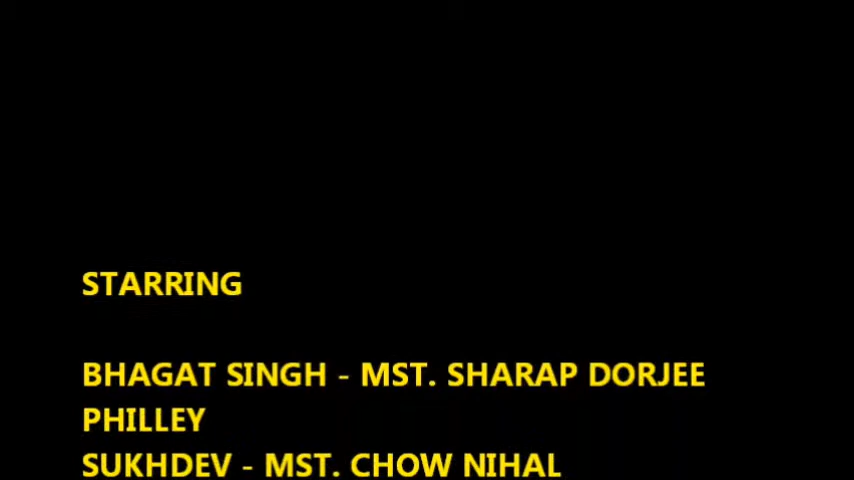 STARRING
BHAGAT SINGH - MST. SHARAP DORJEE
PHILLEY
SUKHDEV - MST. CHOW NIHAL